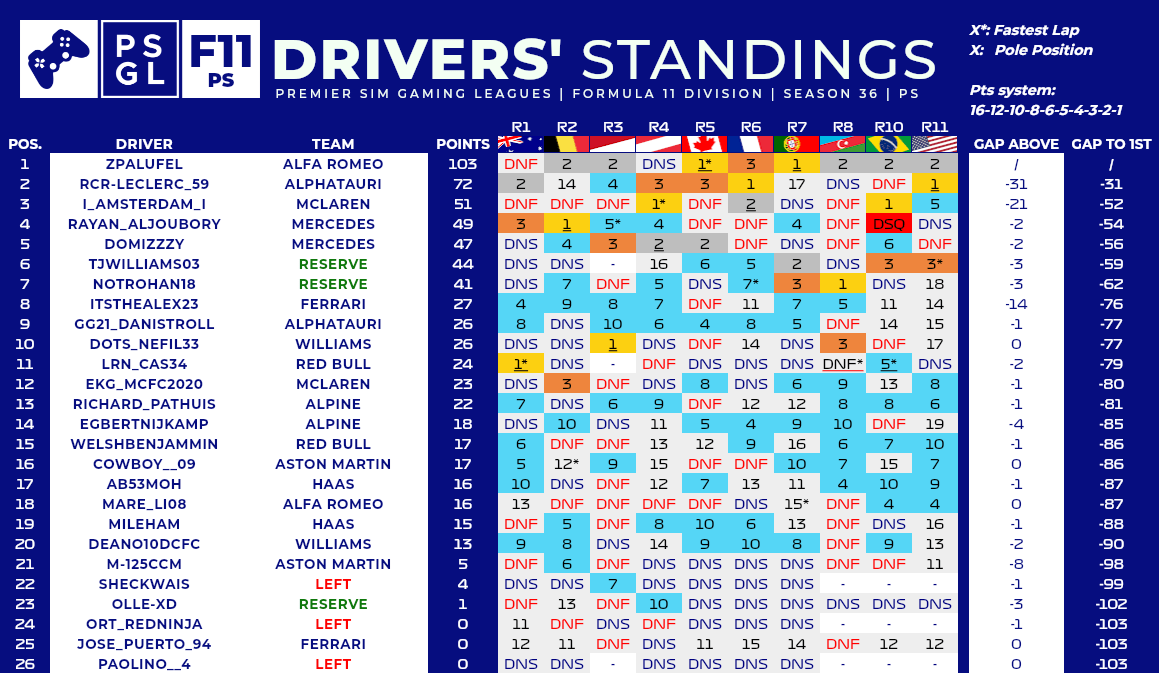 PS
GL
F11
PS
DRIVERS' STANDINGS
PREMIER SIM GAMING LEAGUES | FORMULA 11 DIVISION | SEASON 36 | PS
X*: Fastest Lap
X: Pole Position
Pts system:
16-12-10-8-6-5-4-3-2-1
R1 R2 R3 R4 R5 R6 R7 R8 R10 R11
POS. DRIVER TEAM POINTS GAP ABOVE GAP TO 1ST
1 ZPALUFEL ALFA ROMEO 103 DNF 2 2 DNS 1* 3 1 2 2 2 / /
2 RCR-LECLERC_59 ALPHATAURI 72 2 14 4 3 3 1 17 DNS DNF 1 -31 -31
3 I_AMSTERDAM_I MCLAREN 51 DNF DNF DNF 1* DNF 2 DNS DNF 1 5 -21 -52
4 RAYAN_ALJOUBORY MERCEDES 49 3 1 5* 4 DNF DNF 4 DNF DSQ DNF -2 -54
5 DOMIZZZY MERCEDES 47 DNS 4 3 2 2 DNF DNS DNF 6 DNF -2 -56
6 TJWILLIAMS03 RESERVE 44 DNS DNS - 16 6 5 2 DNS 3 3* -3 -59
7 NOTROHAN18 RESERVE 41 DNS 7 DNF 5 DNS 7* 3 1 DNS 18 -3 -62
8 ITSTHEALEX23 FERRARI 27 4 9 8 7 DNF 11 7 5 11 14 -14 -76
9 GG21_DANISTROLL ALPHATAURI 26 8 DNS 10 6 4 8 5 DNF 14 15 -1 -77
10 DOTS_NEFIL33 WILLIAMS 26 DNS DNS 1 DNS DNF 14 DNS 3 DNF 17 0 -77
11 LRN_CAS34 RED BULL 24 1* DNS - DNF DNS DNS DNS DNF* 5* DNS -2 -79
12 EKG_MCFC2020 MCLAREN 23 DNS 3 DNF DNS 8 DNF 6 9 13 8 -1 -80
13 RICHARD_PATHUIS ALPINE 22 7 DNS 6 9 DNF 12 12 8 8 6 -1 -81
14 EGBERTNIJKAMP ALPINE 18 DNS 10 DNS 11 5 4 9 10 DNF 19 -4 -85
15 WELSHBENJAMMIN RED BULL 17 6 DNF DNF 13 12 9 16 6 7 10 -1 -86
16 COWBOY__09 ASTON MARTIN 17 5 12* 9 15 DNF DNF 10 7 15 7 0 -86
17 AB53MOH HAAS 16 10 DNS DNF 12 7 13 11 4 10 9 -1 -87
18 MARE_LI08 ALFA ROMEO 16 13 DNF DNF DNF DNF DNS 15* DNF 4 4 0 -87
19 MILEHAM HAAS 15 DNF 5 DNF 8 10 6 13 DNF DNS 16 -1 -88
20 DEANO10DCFC WILLIAMS 13 9 8 DNS 14 9 10 8 DNF 9 13 -2 -90
21 M-125CCM ASTON MARTIN 5 DNF 6 DNF DNS DNS DNS DNS DNF DNF 11 -8 -98
22 SHECKWAIS LEFT 4 DNS DNS 7 DNS DNS DNS DNS - - - -1 -99
23 OLLE-XD RESERVE 1 DNF 13 DNF 10 DNS DNS DNS DNS DNS DNS -3 -102
24 ORT_REDNINJA LEFT 0 11 DNF DNS DNF DNS DNS DNS - - - -1 -103
25 JOSE_PUERTO_94 FERRARI 0 12 11 DNF DNS 11 15 14 DNF 12 12 0 -103
26 PAOLINO__4 LEFT 0 DNS DNS - DNS DNS DNS DNS - - - 0 -103